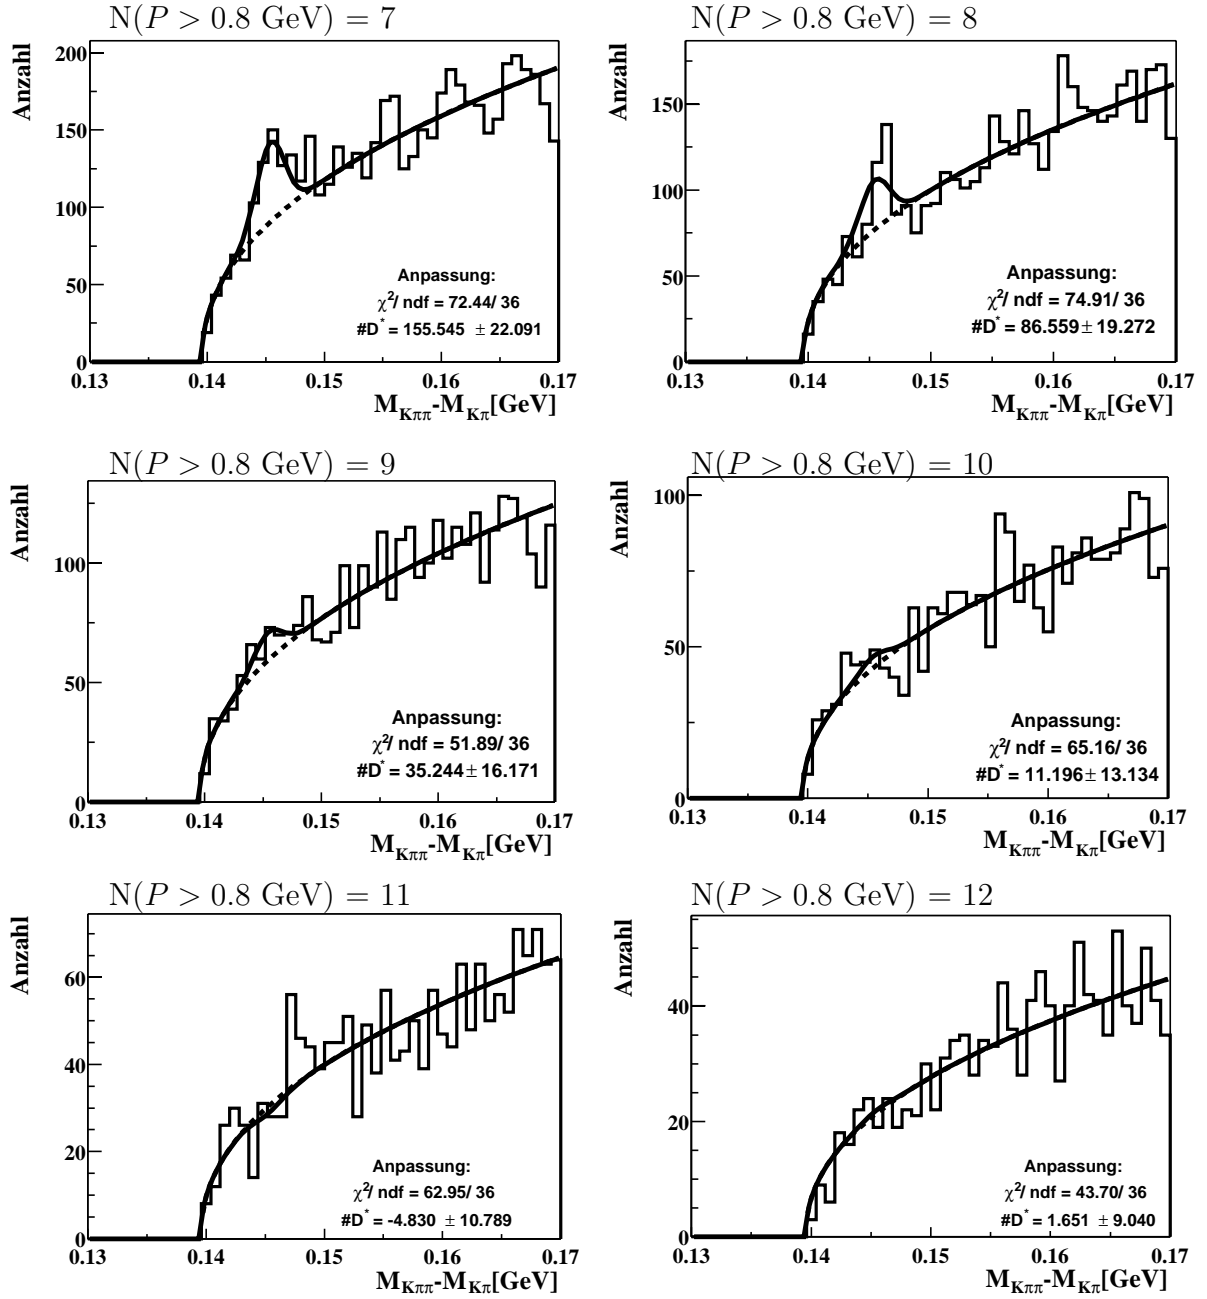 N(P > 0.8 GeV) = 7
Anzahl
200
150
100
50
0
Anpassung:
χ²/ ndf = 72.44/ 36
#D* = 155.545 ± 22.091
0.13 0.14 0.15 0.16 0.17
M_Kππ-M_Kπ[GeV]
N(P > 0.8 GeV) = 8
Anzahl
150
100
50
0
Anpassung:
χ²/ ndf = 74.91/ 36
#D* = 86.559 ± 19.272
0.13 0.14 0.15 0.16 0.17
M_Kππ-M_Kπ[GeV]
N(P > 0.8 GeV) = 9
Anzahl
100
50
0
Anpassung:
χ²/ ndf = 51.89/ 36
#D* = 35.244 ± 16.171
0.13 0.14 0.15 0.16 0.17
M_Kππ-M_Kπ[GeV]
N(P > 0.8 GeV) = 10
Anzahl
100
50
0
Anpassung:
χ²/ ndf = 65.16/ 36
#D* = 11.196 ± 13.134
0.13 0.14 0.15 0.16 0.17
M_Kππ-M_Kπ[GeV]
N(P > 0.8 GeV) = 11
Anzahl
60
40
20
0
Anpassung:
χ²/ ndf = 62.95/ 36
#D* = -4.830 ± 10.789
0.13 0.14 0.15 0.16 0.17
M_Kππ-M_Kπ[GeV]
N(P > 0.8 GeV) = 12
Anzahl
40
20
0
Anpassung:
χ²/ ndf = 43.70/ 36
#D* = 1.651 ± 9.040
0.13 0.14 0.15 0.16 0.17
M_Kππ-M_Kπ[GeV]